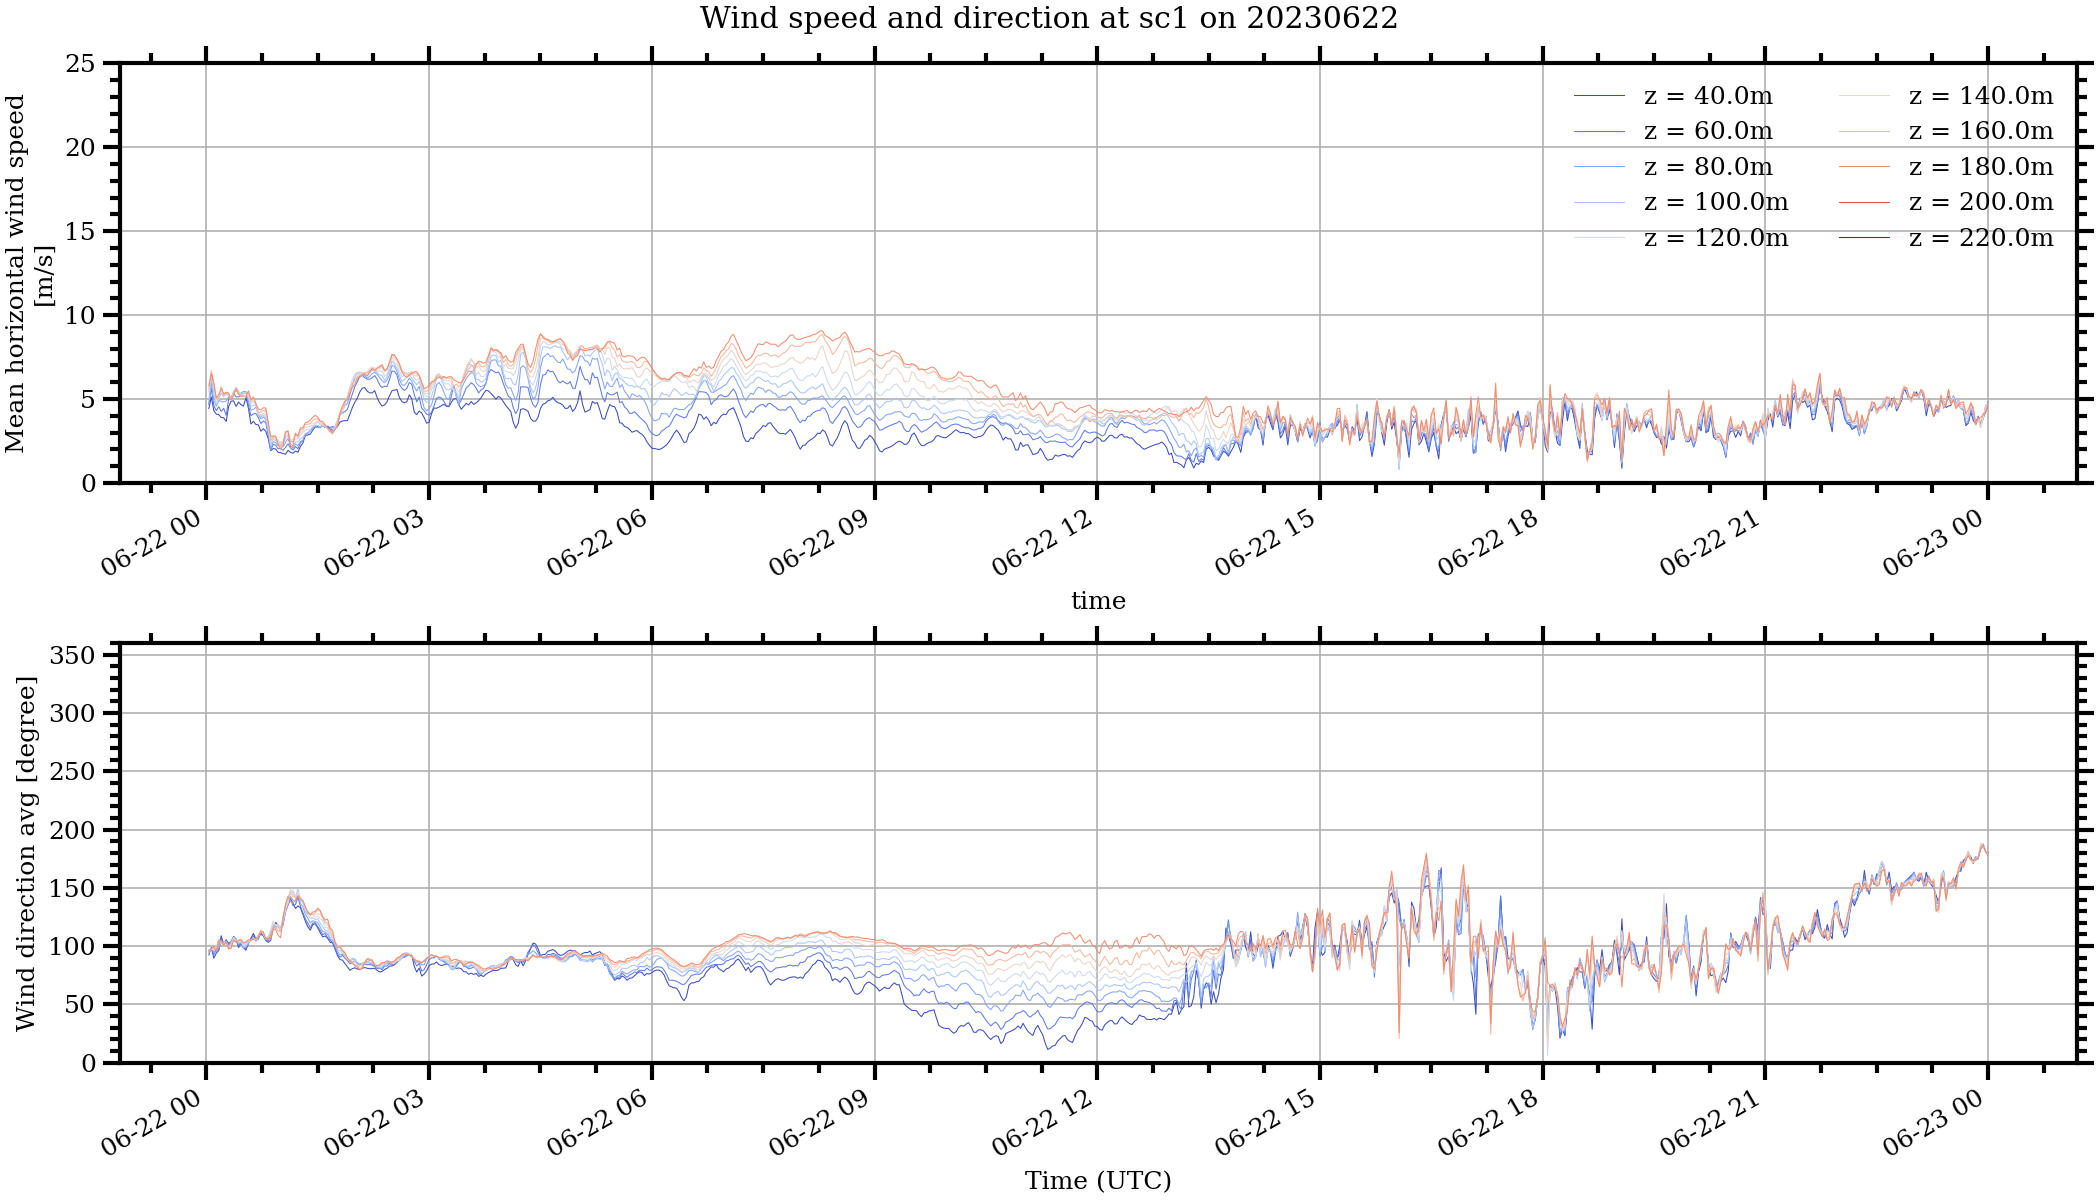 Wind speed and direction at sc1 on 20230622
Mean horizontal wind speed
[m/s]
25
20
15
10
5
0
z = 40.0m
z = 60.0m
z = 80.0m
z = 100.0m
z = 120.0m
z = 140.0m
z = 160.0m
z = 180.0m
z = 200.0m
z = 220.0m
06-22 00
06-22 03
06-22 06
06-22 09
06-22 12
06-22 15
06-22 18
06-22 21
06-23 00
time
Wind direction avg [degree]
350
300
250
200
150
100
50
0
06-22 00
06-22 03
06-22 06
06-22 09
06-22 12
06-22 15
06-22 18
06-22 21
06-23 00
Time (UTC)